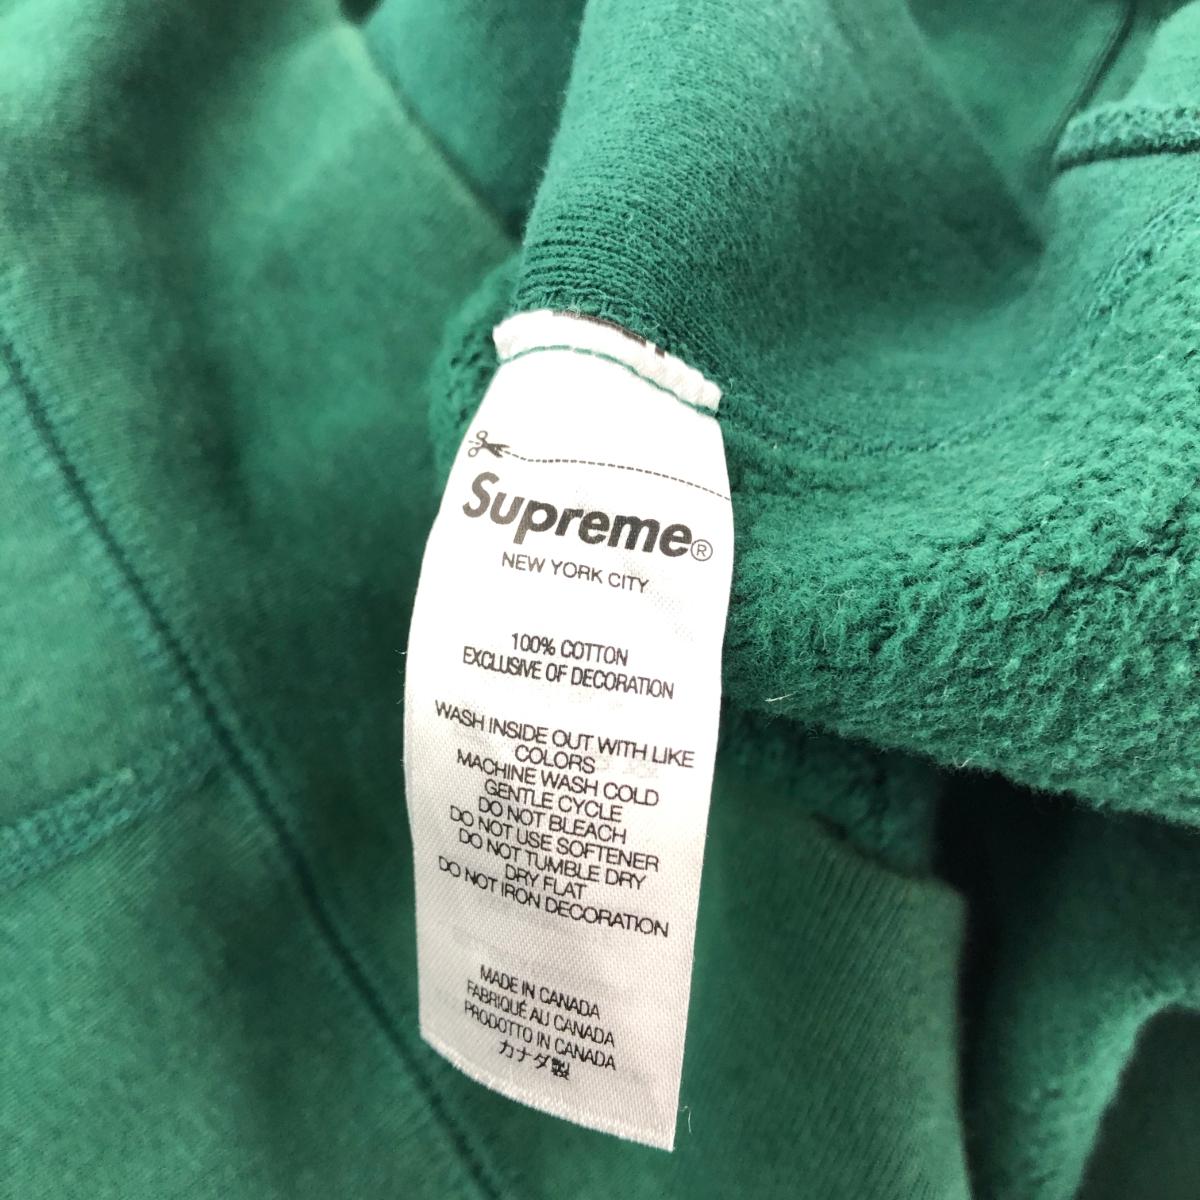 Supreme®
NEW YORK CITY
100% COTTON
EXCLUSIVE OF DECORATION
WASH INSIDE OUT WITH LIKE
COLORS
MACHINE WASH COLD
GENTLE CYCLE
DO NOT BLEACH
DO NOT USE SOFTENER
DO NOT TUMBLE DRY
DRY FLAT
DO NOT IRON DECORATION
MADE IN CANADA
FABRIQUÉ AU CANADA
PRODOTTO IN CANADA
カナダ製